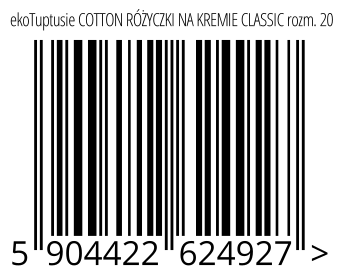 ekoTuptusie COTTON RÓŻYCZKI NA KREMIE CLASSIC rozm. 20
5 904422 624927 >